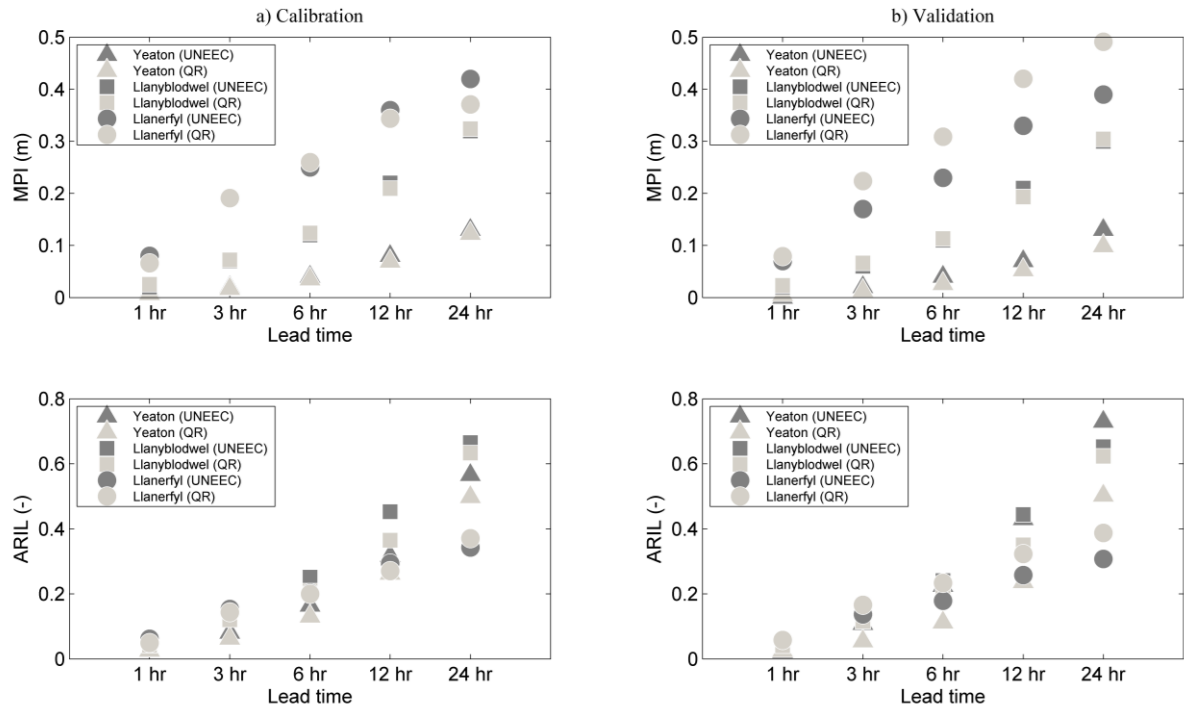 a) Calibration
b) Validation
0.5
0.4
0.3
0.2
0.1
0
MPI (m)
Yeaton (UNEEC)
Yeaton (QR)
Llanyblodwel (UNEEC)
Llanyblodwel (QR)
Llanerfyl (UNEEC)
Llanerfyl (QR)
1 hr 3 hr 6 hr 12 hr 24 hr
Lead time
0.5
0.4
0.3
0.2
0.1
0
MPI (m)
Yeaton (UNEEC)
Yeaton (QR)
Llanyblodwel (UNEEC)
Llanyblodwel (QR)
Llanerfyl (UNEEC)
Llanerfyl (QR)
1 hr 3 hr 6 hr 12 hr 24 hr
Lead time
0.8
0.6
0.4
0.2
0
ARIL (-)
Yeaton (UNEEC)
Yeaton (QR)
Llanyblodwel (UNEEC)
Llanyblodwel (QR)
Llanerfyl (UNEEC)
Llanerfyl (QR)
1 hr 3 hr 6 hr 12 hr 24 hr
Lead time
0.8
0.6
0.4
0.2
0
ARIL (-)
Yeaton (UNEEC)
Yeaton (QR)
Llanyblodwel (UNEEC)
Llanyblodwel (QR)
Llanerfyl (UNEEC)
Llanerfyl (QR)
1 hr 3 hr 6 hr 12 hr 24 hr
Lead time